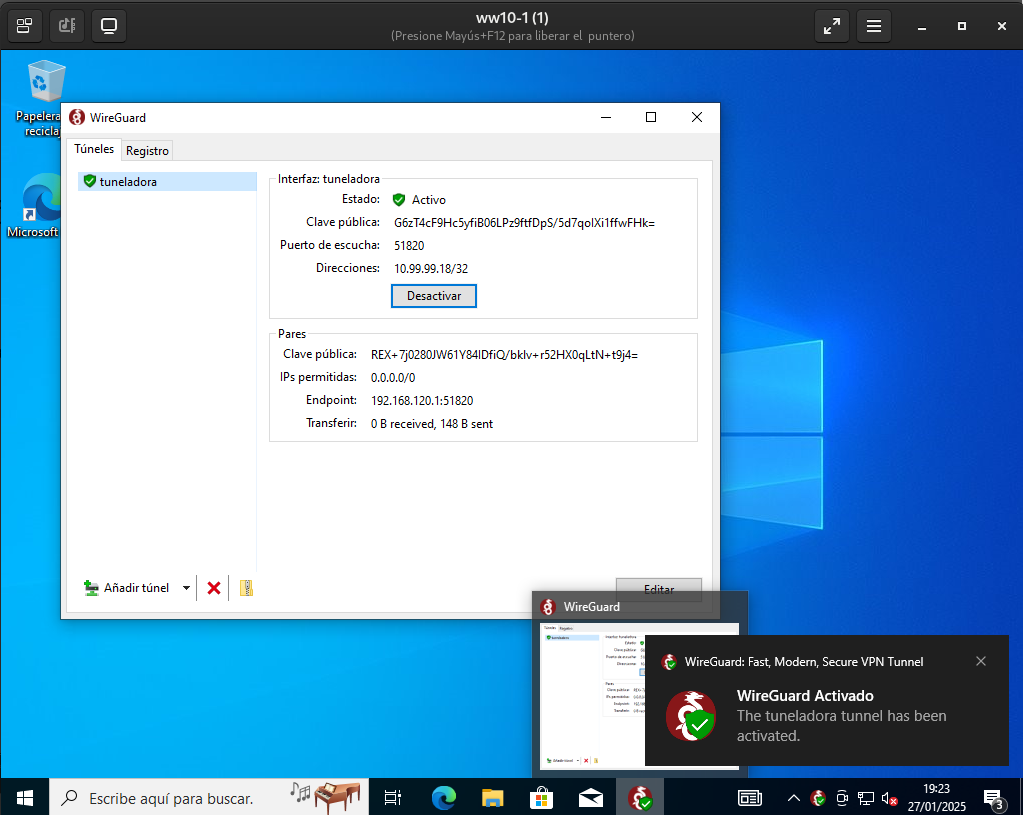 ww10-1 (1)
(Presione Mayús+F12 para liberar el puntero)
Papelera
recicla
Microsoft
WireGuard
Túneles
Registro
tuneladora
Interfaz: tuneladora
Estado: Activo
Clave pública: G6zT4cF9Hc5yfiB06LPz9ftfDpS/5d7qolXi1ffwFHk=
Puerto de escucha: 51820
Direcciones: 10.99.99.18/32
Desactivar
Pares
Clave pública: REX+7j0280JW61Y84lDfiQ/bklv+r52HX0qLtN+t9j4=
IPs permitidas: 0.0.0.0/0
Endpoint: 192.168.120.1:51820
Transferir: 0 B received, 148 B sent
Añadir túnel
Editar
WireGuard
WireGuard: Fast, Modern, Secure VPN Tunnel
WireGuard Activado
The tuneladora tunnel has been
activated.
Escribe aquí para buscar.
19:23
27/01/2025
3